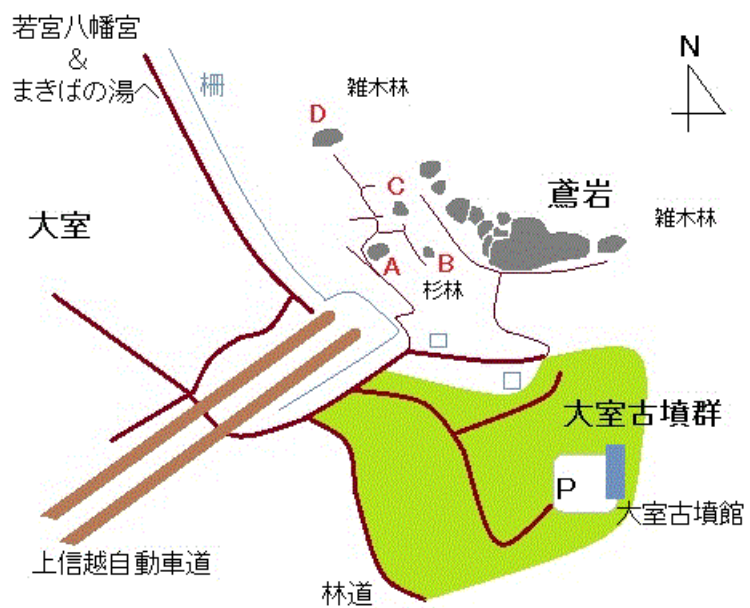 若宮八幡宮
&
まきばの湯へ
柵
雑木林
N
D
C
鳶岩
雑木林
大室
A
B
杉林
大室古墳群
P
大室古墳館
上信越自動車道
林道